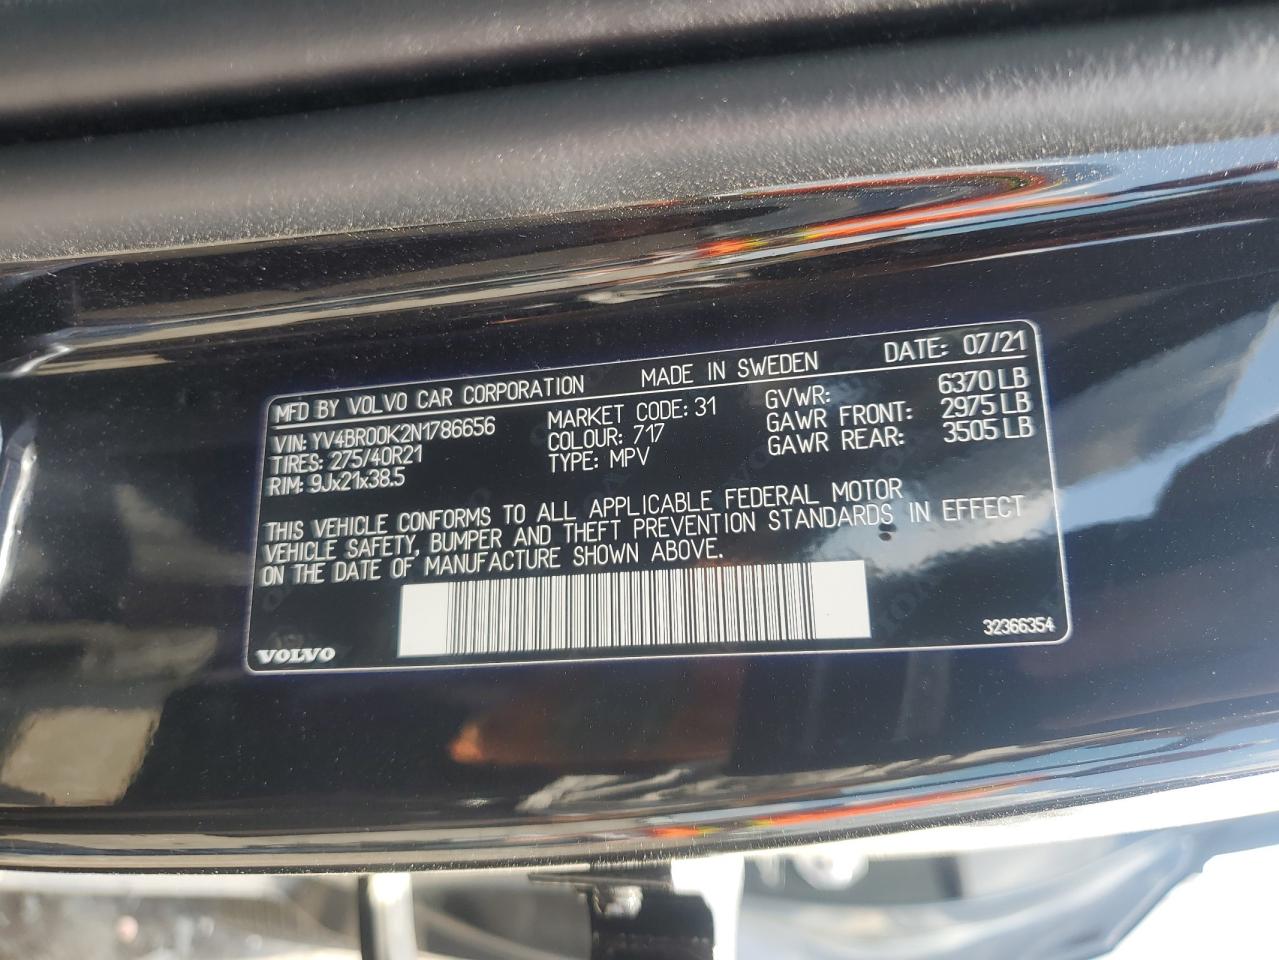 MFD BY VOLVO CAR CORPORATION MADE IN SWEDEN DATE: 07/21
VIN: YV4BR00K2N1786656 MARKET CODE: 31 GVWR: 6370 LB
TIRES: 275/40R21 COLOUR: 717 GAWR FRONT: 2975 LB
RIM: 9Jx21x38.5 TYPE: MPV GAWR REAR: 3505 LB
THIS VEHICLE CONFORMS TO ALL APPLICABLE FEDERAL MOTOR
VEHICLE SAFETY, BUMPER AND THEFT PREVENTION STANDARDS IN EFFECT
ON THE DATE OF MANUFACTURE SHOWN ABOVE.
VOLVO 32366354